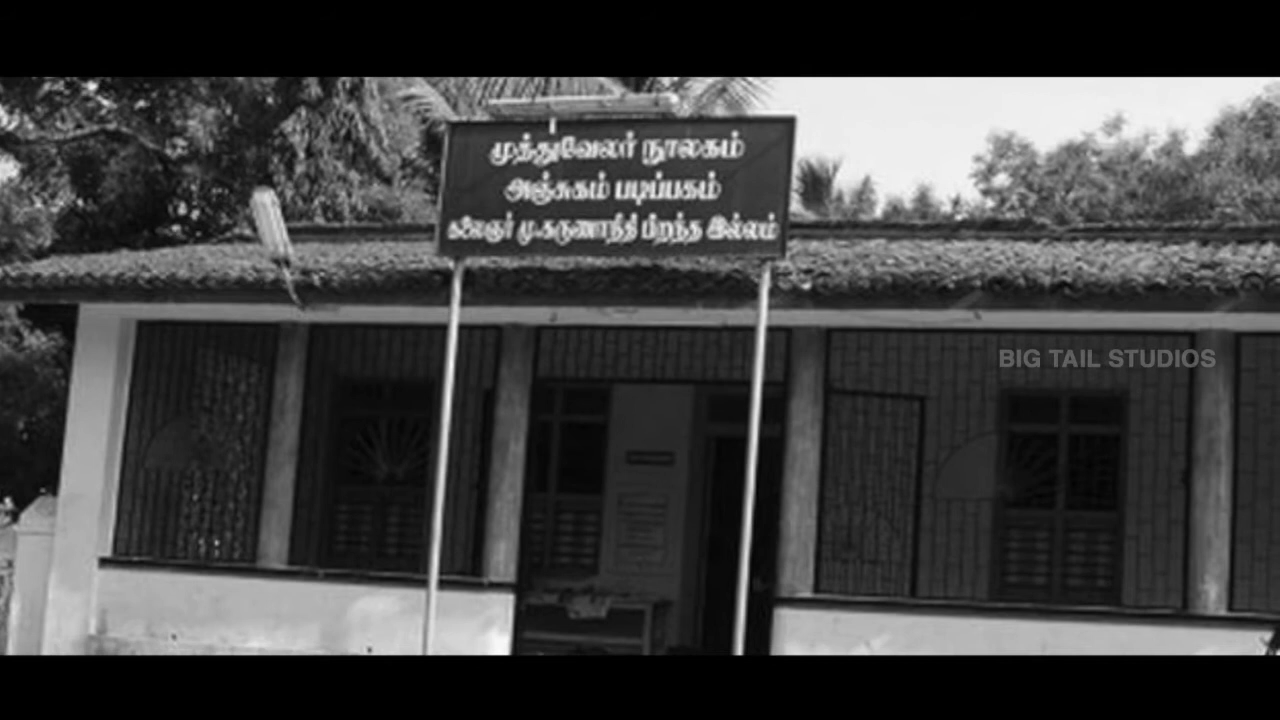 முத்துவேலர் நூலகம்
அஞ்சுகம் படிப்பகம்
கலைஞர் மு.கருணாநிதி பிறந்த இல்லம்
BIG TAIL STUDIOS